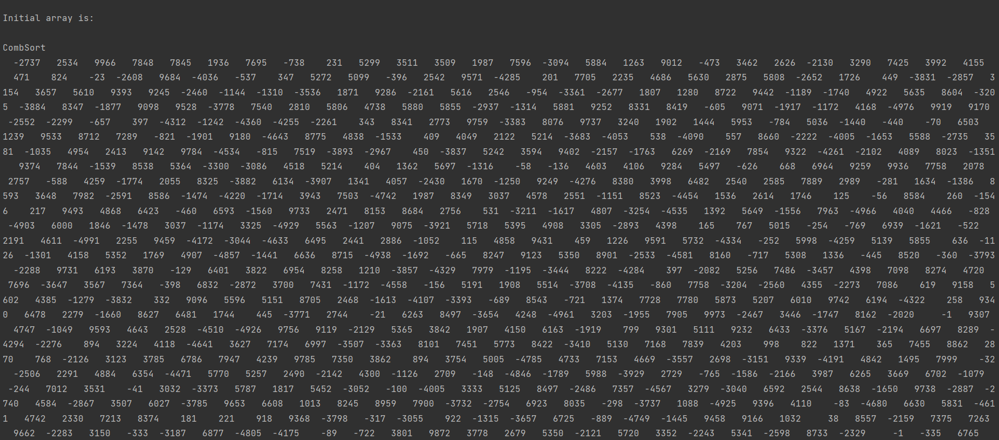 Initial array is:
CombSort
-2737 2534 9966 7848 7845 1936 7695 -738 231 5299 3511 3509 1987 7596 -3094 5884 1263 9012 -473 3462 2626 -2130 3290 7425 3992 4155
471 824 -23 -2608 9684 -4036 -537 347 5272 5099 -396 2542 9571 -4285 201 7705 2235 4686 5630 2875 5808 -2652 1726 449 -3831 -2857 3
154 3657 5610 9393 9245 -2460 -1144 -1310 -3536 1871 9286 -2161 5616 2546 -954 -3361 -2677 1807 1280 8722 9442 -1189 -1740 4922 5635 8604 -320
5 -3884 8347 -1877 9098 9528 -3778 7540 2810 5806 4738 5880 5855 -2937 -1314 5881 9252 8331 8419 -605 9071 -1917 -1172 4168 -4976 9919 9170
-2552 -2299 -657 397 -4312 -1242 -4360 -4255 -2261 343 8341 2773 9759 -3383 8076 9737 3240 1902 1444 5953 -784 5036 -1440 -440 -70 6503
1239 9533 8712 7289 -821 -1901 9180 -4643 8775 4838 -1533 409 4049 2122 5214 -3683 -4053 538 -4090 557 8660 -2222 -4005 -1653 5588 -2735 35
81 -1035 4954 2413 9142 9784 -4534 -815 7519 -3893 -2967 450 -3837 5242 3594 9402 -2157 -1763 6269 -2169 7854 9322 -4261 -2102 4089 8023 -1351
9374 7844 -1539 8538 5364 -3300 -3086 4518 5214 404 1362 5697 -1316 -58 -136 4603 4106 9284 5497 -626 668 6964 9259 9936 7758 2078
2757 -588 4259 -1774 2055 8325 -3882 6134 -3907 1341 4057 -2430 1670 -1250 9249 -4276 8380 3998 6482 2540 2585 7889 2989 -281 1634 -1386 8
593 3648 7982 -2591 8586 -1474 -4220 -1714 3943 7503 -4742 1987 8349 3037 4578 2551 -1151 8523 -4454 1536 2614 1746 125 -56 8584 260 -154
6 217 9493 4868 6423 -460 6593 -1560 9733 2471 8153 8684 2756 531 -3211 -1617 4807 -3254 -4535 1392 5649 -1556 7963 -4966 4040 4466 -828
-4903 6000 1846 -1478 3037 -1174 3325 -4929 5563 -1207 9075 -3921 5718 5395 4908 3305 -2893 4398 165 767 5015 -254 -769 6939 -1621 -522
2191 4611 -4991 2255 9459 -4172 -3044 -4633 6495 2441 2886 -1052 115 4858 9431 459 1226 9591 5732 -4334 -252 5998 -4259 5139 5855 636 -11
26 -1301 4158 5352 1769 4907 -4857 -1441 6636 8715 -4938 -1692 -665 8247 9123 5350 8901 -2533 -4581 8160 -717 5308 1336 -445 8520 -360 -3793
-2288 9731 6193 3870 -129 6401 3822 6954 8258 1210 -3857 -4329 7979 -1195 -3444 8222 -4284 397 -2082 5256 7486 -3457 4398 7098 8274 4720
7696 -3647 3567 7364 -398 6832 -2872 3700 7431 -1172 -4558 -156 5191 1908 5514 -3708 -4135 -860 7758 -3204 -2560 4355 -2273 7086 619 9158 5
602 4385 -1279 -3832 332 9096 5596 5151 8705 2468 -1613 -4107 -3393 -689 8543 -721 1374 7728 7780 5873 5207 6010 9742 6194 -4322 258 934
0 6478 2279 -1660 8627 6481 1744 445 -3771 2744 -21 6263 8497 -3654 4248 -4961 3203 -1955 7905 9973 -2467 3446 -1747 8162 -2020 -1 9307
4747 -1049 9593 4643 2528 -4510 -4926 9756 9119 -2129 5365 3842 1907 4150 6163 -1919 799 9301 5111 9232 6433 -3376 5167 -2194 6697 8289 -
4294 -2276 894 3224 4118 -4641 3627 7174 6997 -3507 -3363 8101 7451 5773 8422 -3410 5130 7168 7839 4203 998 822 1371 365 7455 8862 28
70 768 -2126 3123 3785 6786 7947 4239 9785 7350 3862 894 3754 5005 -4785 4733 7153 4669 -3557 2698 -3151 9339 -4191 4842 1495 7999 -32
-2506 2291 4884 6354 -4471 5770 5257 2490 -2142 4300 -1126 2709 -148 -4846 -1789 5988 -3929 2729 -765 -1586 -2166 3987 6265 3669 6702 -1079
-244 7012 3531 -41 3032 -3373 5787 1817 5452 -3052 -100 -4005 3333 5125 8497 -2486 7357 -4567 3279 -3040 6592 2544 8638 -1650 9738 -2887 -2
740 4584 -2867 3507 6027 -3785 9653 6608 1013 8245 8959 7900 -3732 -2754 6923 8035 -298 -3737 1088 -4925 9396 4110 -83 -4680 6630 5831 -461
1 4742 2330 7213 8374 181 221 918 9368 -3798 -317 -3055 922 -1315 -3657 6725 -889 -4749 -1445 9458 9166 1032 38 8557 -2159 7375 7263
9662 -2283 3150 -333 -3187 6877 -4805 -4175 -89 -722 3801 9872 3778 2679 5350 -2121 5720 3352 -2243 5341 -2598 8733 -2329 -1 -335 6765